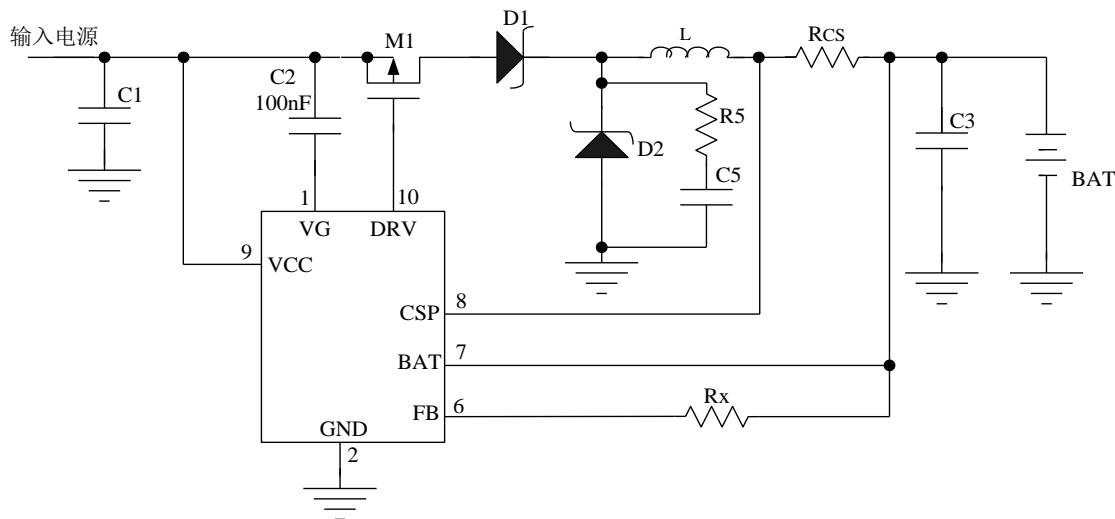 输入电源
C1
C2
100nF
M1
D1
L
RCS
D2
R5
C5
C3
BAT
1
10
VG
DRV
9
VCC
CSP
8
BAT
7
FB
6
Rx
GND
2